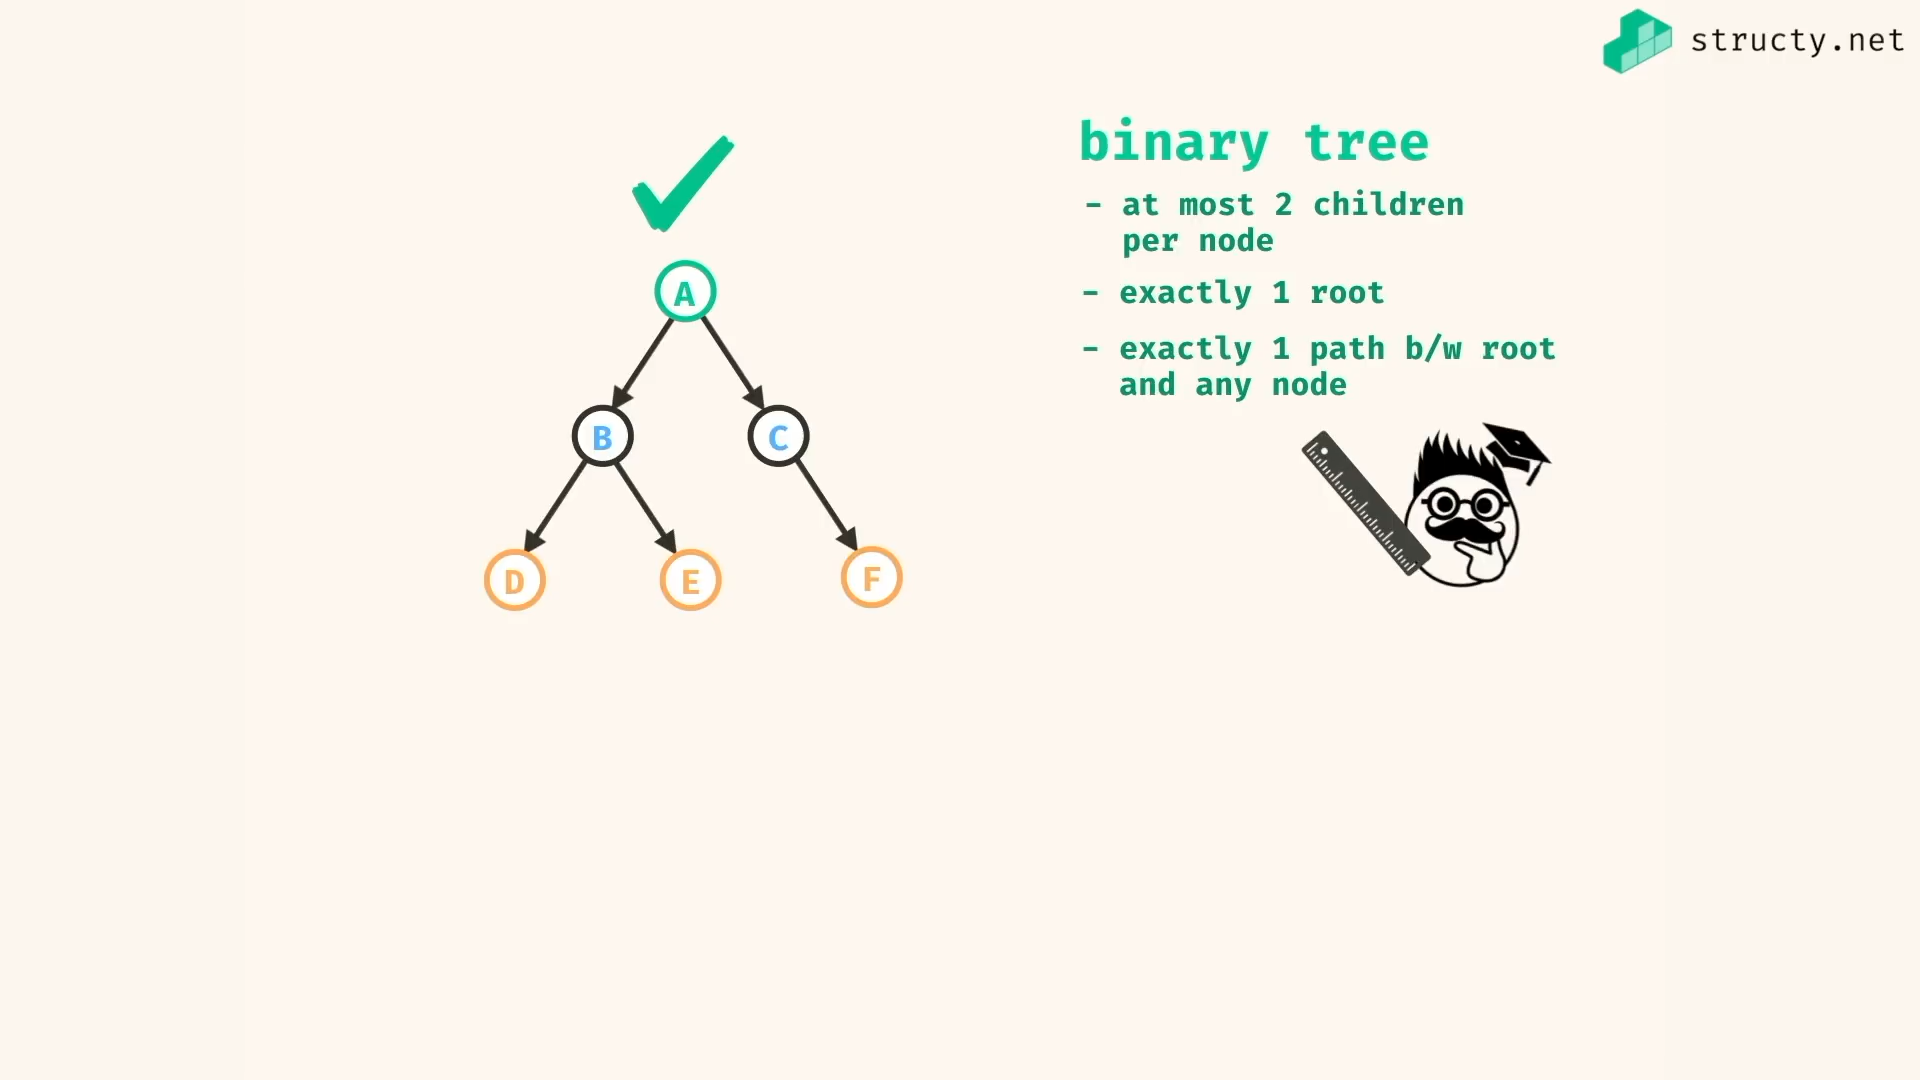 structy.net
binary tree
- at most 2 children
per node
- exactly 1 root
- exactly 1 path b/w root
and any node
A
B
C
D
E
F